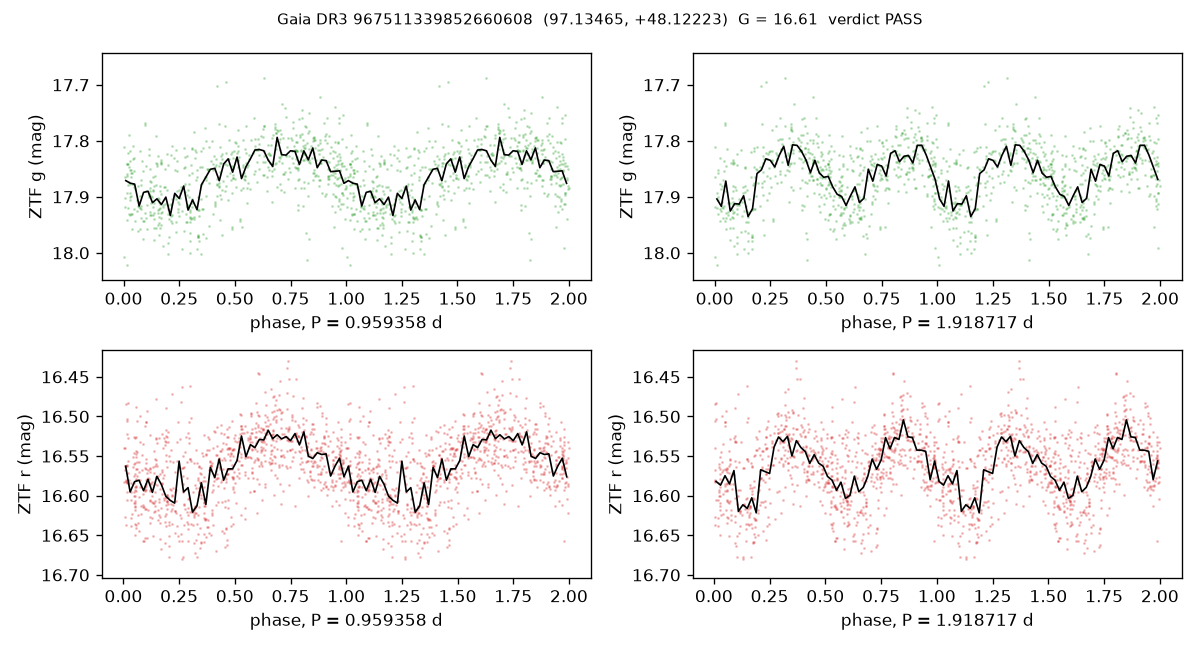 Gaia DR3 967511339852660608 (97.13465, +48.12223) G = 16.61 verdict PASS
ZTF g (mag)
17.7
17.8
17.9
18.0
0.00 0.25 0.50 0.75 1.00 1.25 1.50 1.75 2.00
phase, P = 0.959358 d
ZTF g (mag)
17.7
17.8
17.9
18.0
0.00 0.25 0.50 0.75 1.00 1.25 1.50 1.75 2.00
phase, P = 1.918717 d
ZTF r (mag)
16.45
16.50
16.55
16.60
16.65
16.70
0.00 0.25 0.50 0.75 1.00 1.25 1.50 1.75 2.00
phase, P = 0.959358 d
ZTF r (mag)
16.45
16.50
16.55
16.60
16.65
16.70
0.00 0.25 0.50 0.75 1.00 1.25 1.50 1.75 2.00
phase, P = 1.918717 d